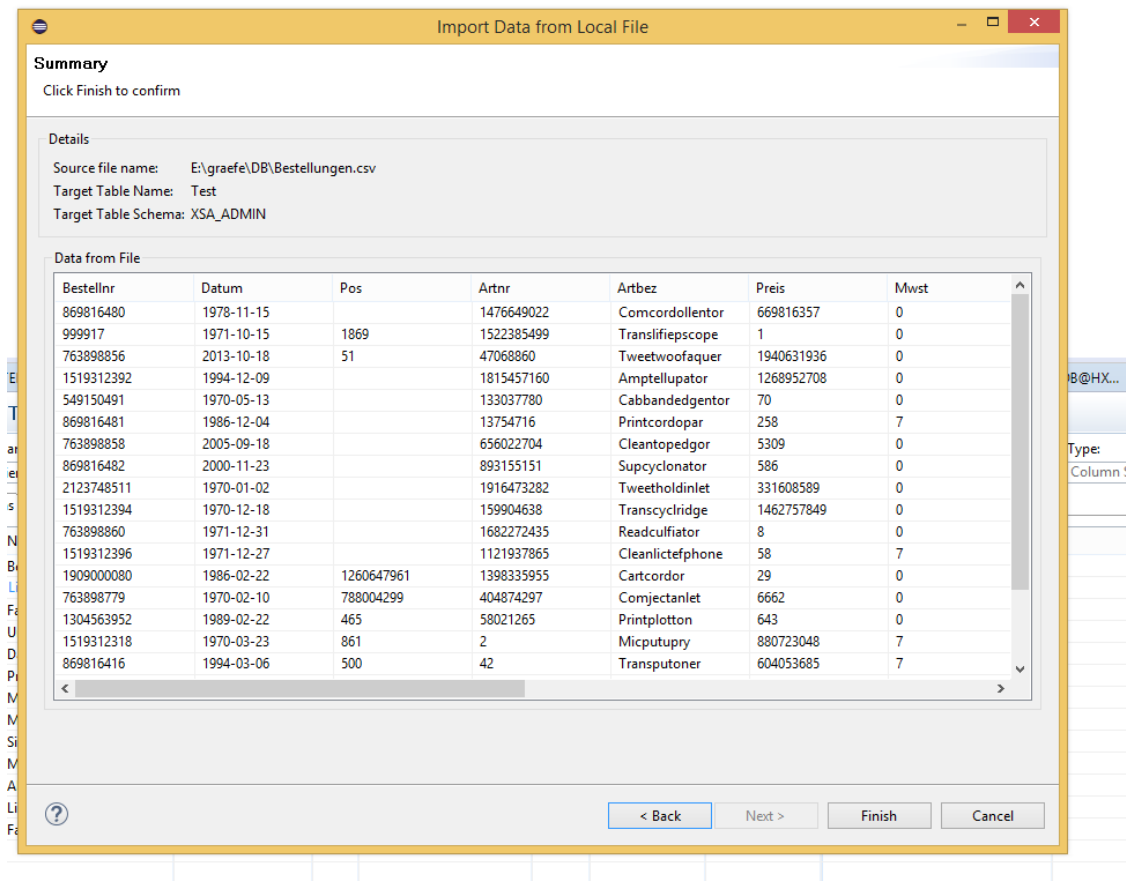 Import Data from Local File
Summary
Click Finish to confirm
Details
Source file name: E:\graefe\DB\Bestellungen.csv
Target Table Name: Test
Target Table Schema: XSA_ADMIN
Data from File
Bestellnr Datum Pos Artnr Artbez Preis Mwst
869816480 1978-11-15 1476649022 Comcordollentor 669816357 0
999917 1971-10-15 1869 1522385499 Translifiepscope 1 0
763898856 2013-10-18 51 47068860 Tweetwoofaquer 1940631936 0
1519312392 1994-12-09 1815457160 Amptellupator 1268952708 0
549150491 1970-05-13 133037780 Cabbandedgentor 70 0
869816481 1986-12-04 13754716 Printcordopar 258 7
763898858 2005-09-18 656022704 Cleantopedgor 5309 0
869816482 2000-11-23 893155151 Supcyclonator 586 0
2123748511 1970-01-02 1916473282 Tweetholdinlet 331608589 0
1519312394 1970-12-18 159904638 Transcyclridge 1462757849 0
763898860 1971-12-31 1682272435 Readculfiator 8 0
1519312396 1971-12-27 1121937865 Cleanlictefphone 58 7
1909000080 1986-02-22 1260647961 1398335955 Cartcordor 29 0
763898779 1970-02-10 788004299 404874297 Comjectanlet 6662 0
1304563952 1989-02-22 465 58021265 Printplotton 643 0
1519312318 1970-03-23 861 2 Micputupry 880723048 7
869816416 1994-03-06 500 42 Transputoner 604053685 7
? < Back Next > Finish Cancel
DB@HX...
Type:
Column